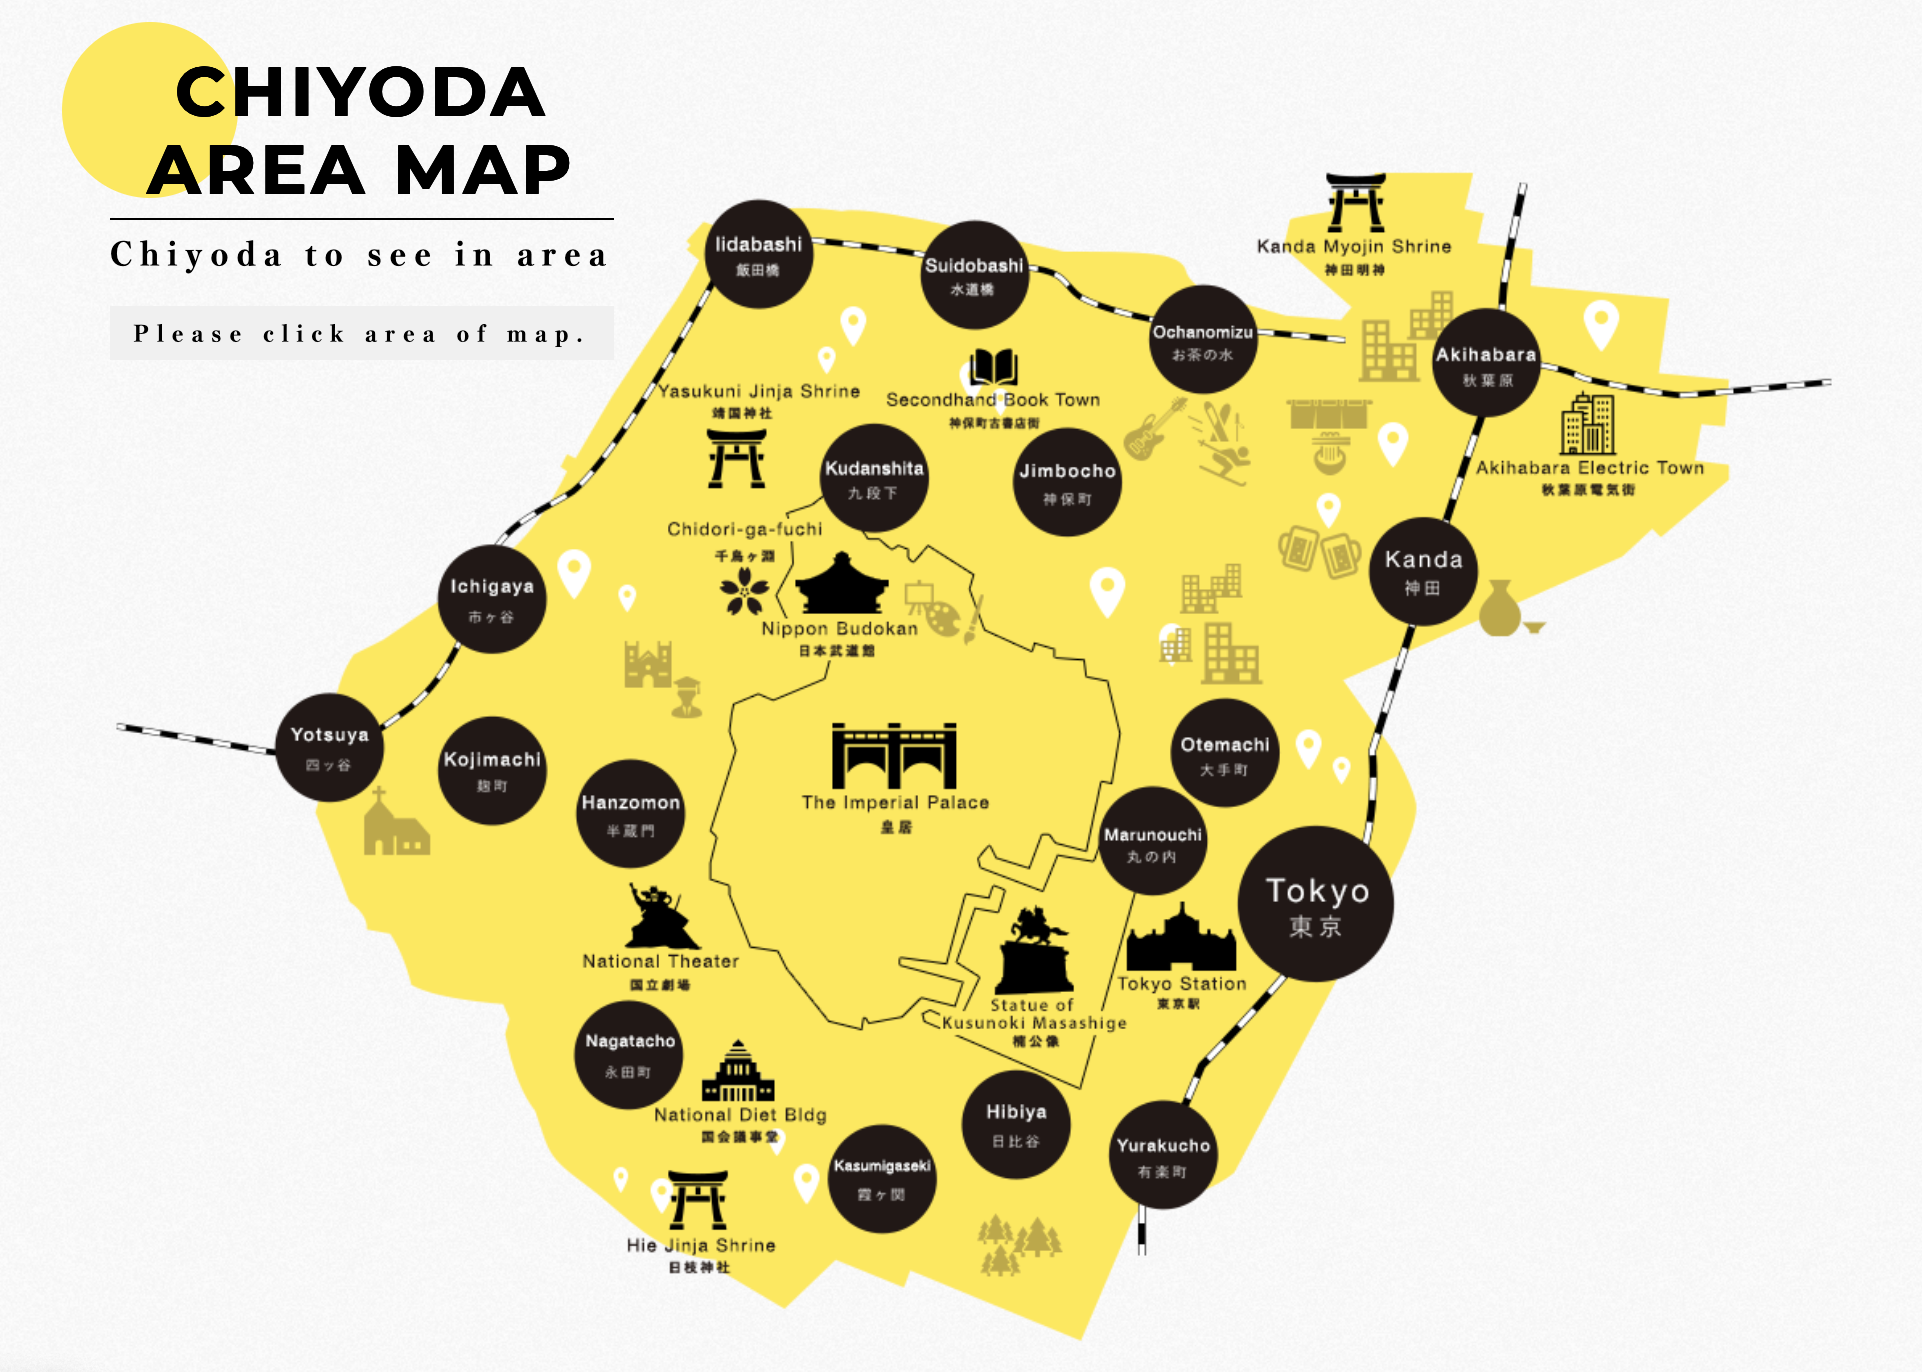 CHIYODA
AREA MAP
Chiyoda to see in area
Please click area of map.
Kanda Myojin Shrine
神田明神
Iidabashi
飯田橋
Suidobashi
水道橋
Ochanomizu
お茶の水
Akihabara
秋葉原
Yasukuni Jinja Shrine
靖国神社
Secondhand Book Town
神保町古書店街
Akihabara Electric Town
秋葉原電気街
Kudanshita
九段下
Jimbocho
神保町
Chidori-ga-fuchi
千鳥ヶ淵
Kanda
神田
Ichigaya
市ヶ谷
Nippon Budokan
日本武道館
Yotsuya
四ッ谷
Kojimachi
麹町
Hanzomon
半蔵門
The Imperial Palace
皇居
Otemachi
大手町
Marunouchi
丸の内
Tokyo
東京
National Theater
国立劇場
Statue of
Kusunoki Masashige
楠公像
Tokyo Station
東京駅
Nagatacho
永田町
National Diet Bldg
国会議事堂
Hibiya
日比谷
Kasumigaseki
霞ヶ関
Yurakucho
有楽町
Hie Jinja Shrine
日枝神社